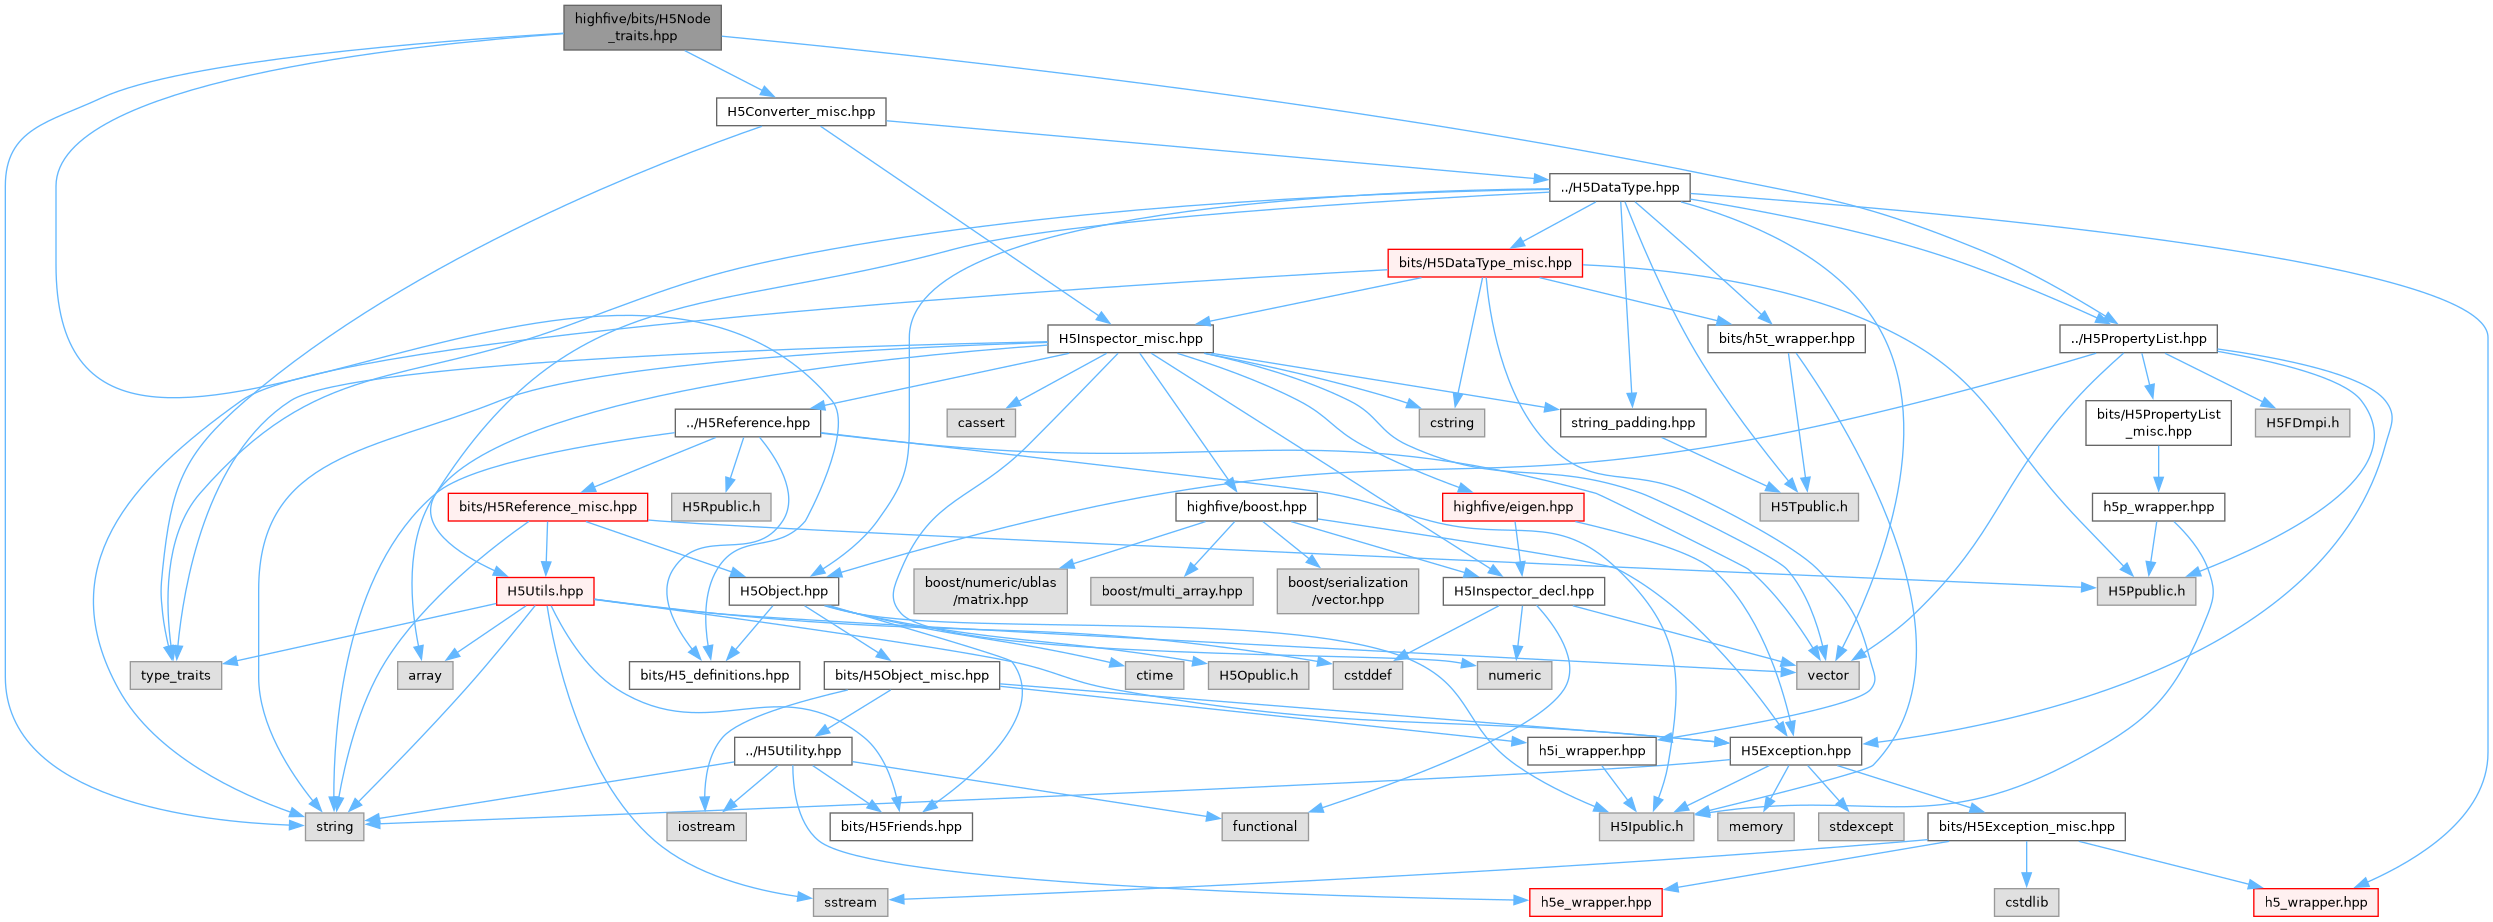 highfive/bits/H5Node
_traits.hpp
H5Converter_misc.hpp
../H5DataType.hpp
bits/H5DataType_misc.hpp
H5Inspector_misc.hpp
bits/h5t_wrapper.hpp
../H5PropertyList.hpp
../H5Reference.hpp
cassert
cstring
string_padding.hpp
bits/H5PropertyList
_misc.hpp
H5FDmpi.h
bits/H5Reference_misc.hpp
H5Rpublic.h
highfive/boost.hpp
highfive/eigen.hpp
H5Tpublic.h
h5p_wrapper.hpp
H5Utils.hpp
H5Object.hpp
boost/numeric/ublas
/matrix.hpp
boost/multi_array.hpp
boost/serialization
/vector.hpp
H5Inspector_decl.hpp
H5Ppublic.h
type_traits
array
bits/H5_definitions.hpp
bits/H5Object_misc.hpp
ctime
H5Opublic.h
cstddef
numeric
vector
../H5Utility.hpp
h5i_wrapper.hpp
H5Exception.hpp
string
iostream
bits/H5Friends.hpp
functional
H5Ipublic.h
memory
stdexcept
bits/H5Exception_misc.hpp
sstream
h5e_wrapper.hpp
cstdlib
h5_wrapper.hpp